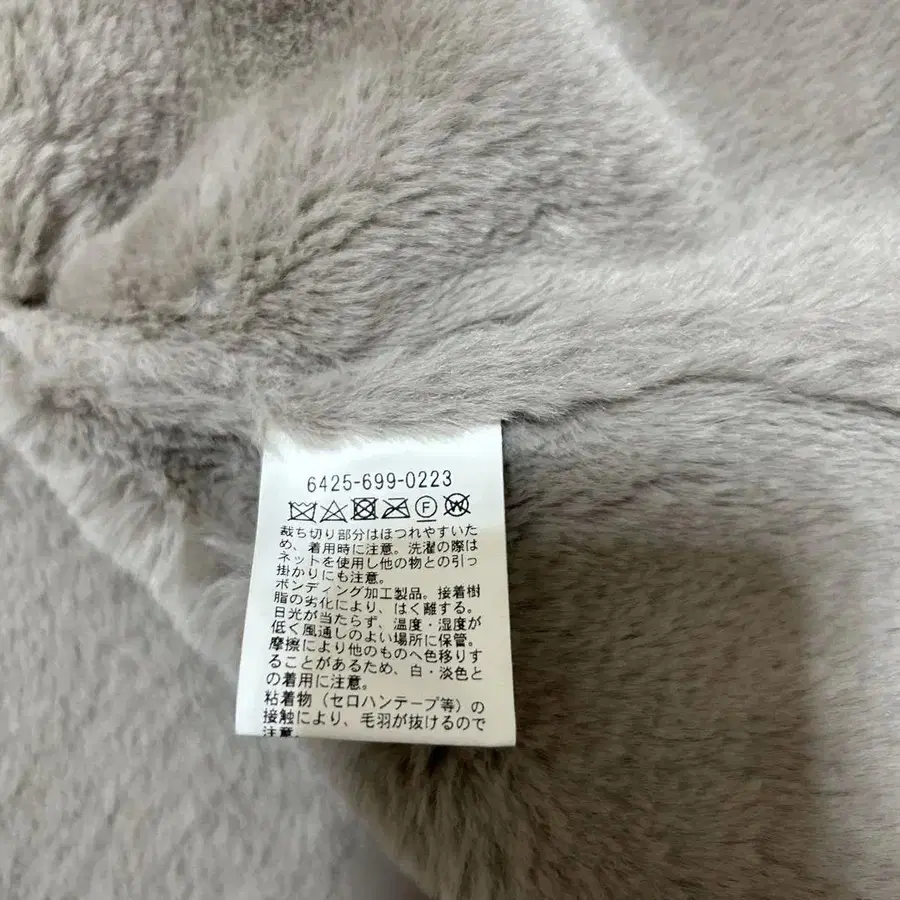 6425-699-0223
裁ち切り部分はほつれやすいた
め、着用時に注意。洗濯の際は
ネットを使用し他の物との引っ
掛かりにも注意。
ボンディング加工製品。接着樹
脂の劣化により、はく離する。
日光が当たらず、温度・湿度が
低く風通しのよい場所に保管。
摩擦により他のものへ色移りす
ることがあるため、白・淡色と
の着用に注意。
粘着物（セロハンテープ等）の
接触により、毛羽が抜けるので
注意。